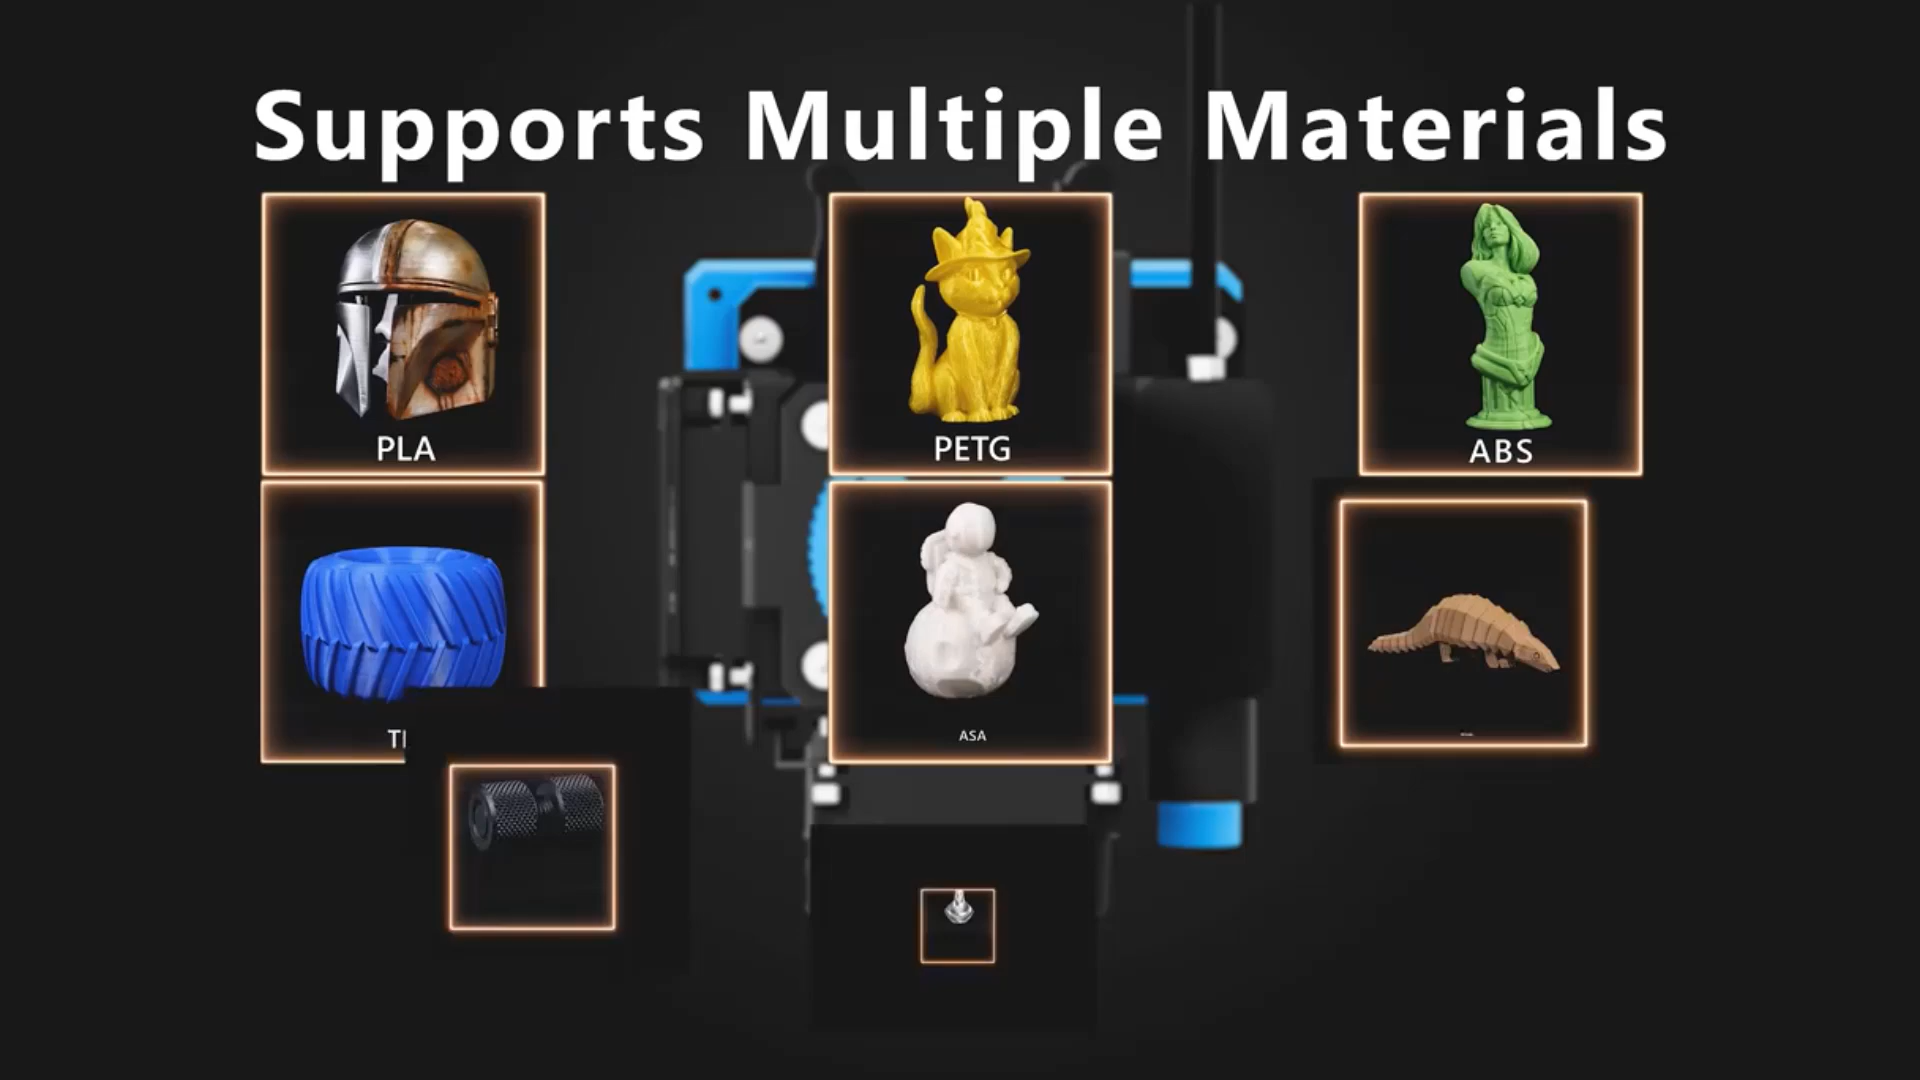 Supports Multiple Materials
PLA
PETG
ABS
ASA